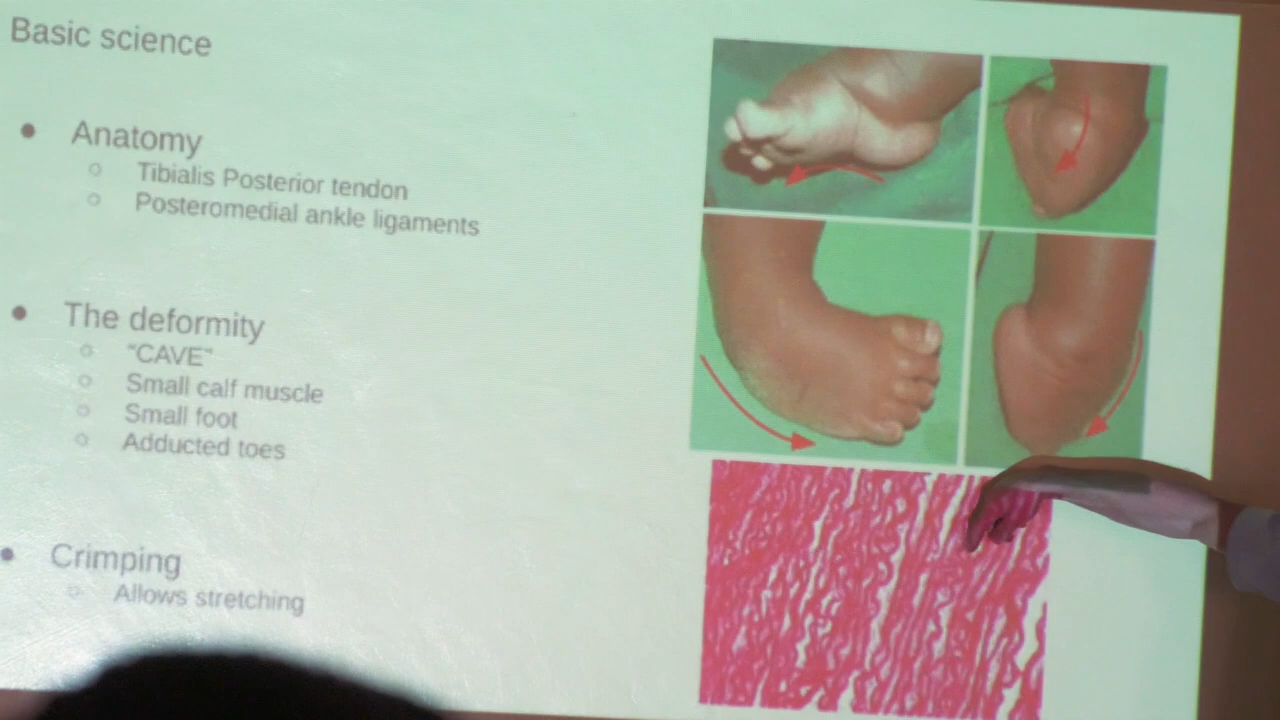 Basic science
Anatomy
Tibialis Posterior tendon
Posteromedial ankle ligaments
The deformity
"CAVE"
Small calf muscle
Small foot
Adducted toes
Crimping
Allows stretching